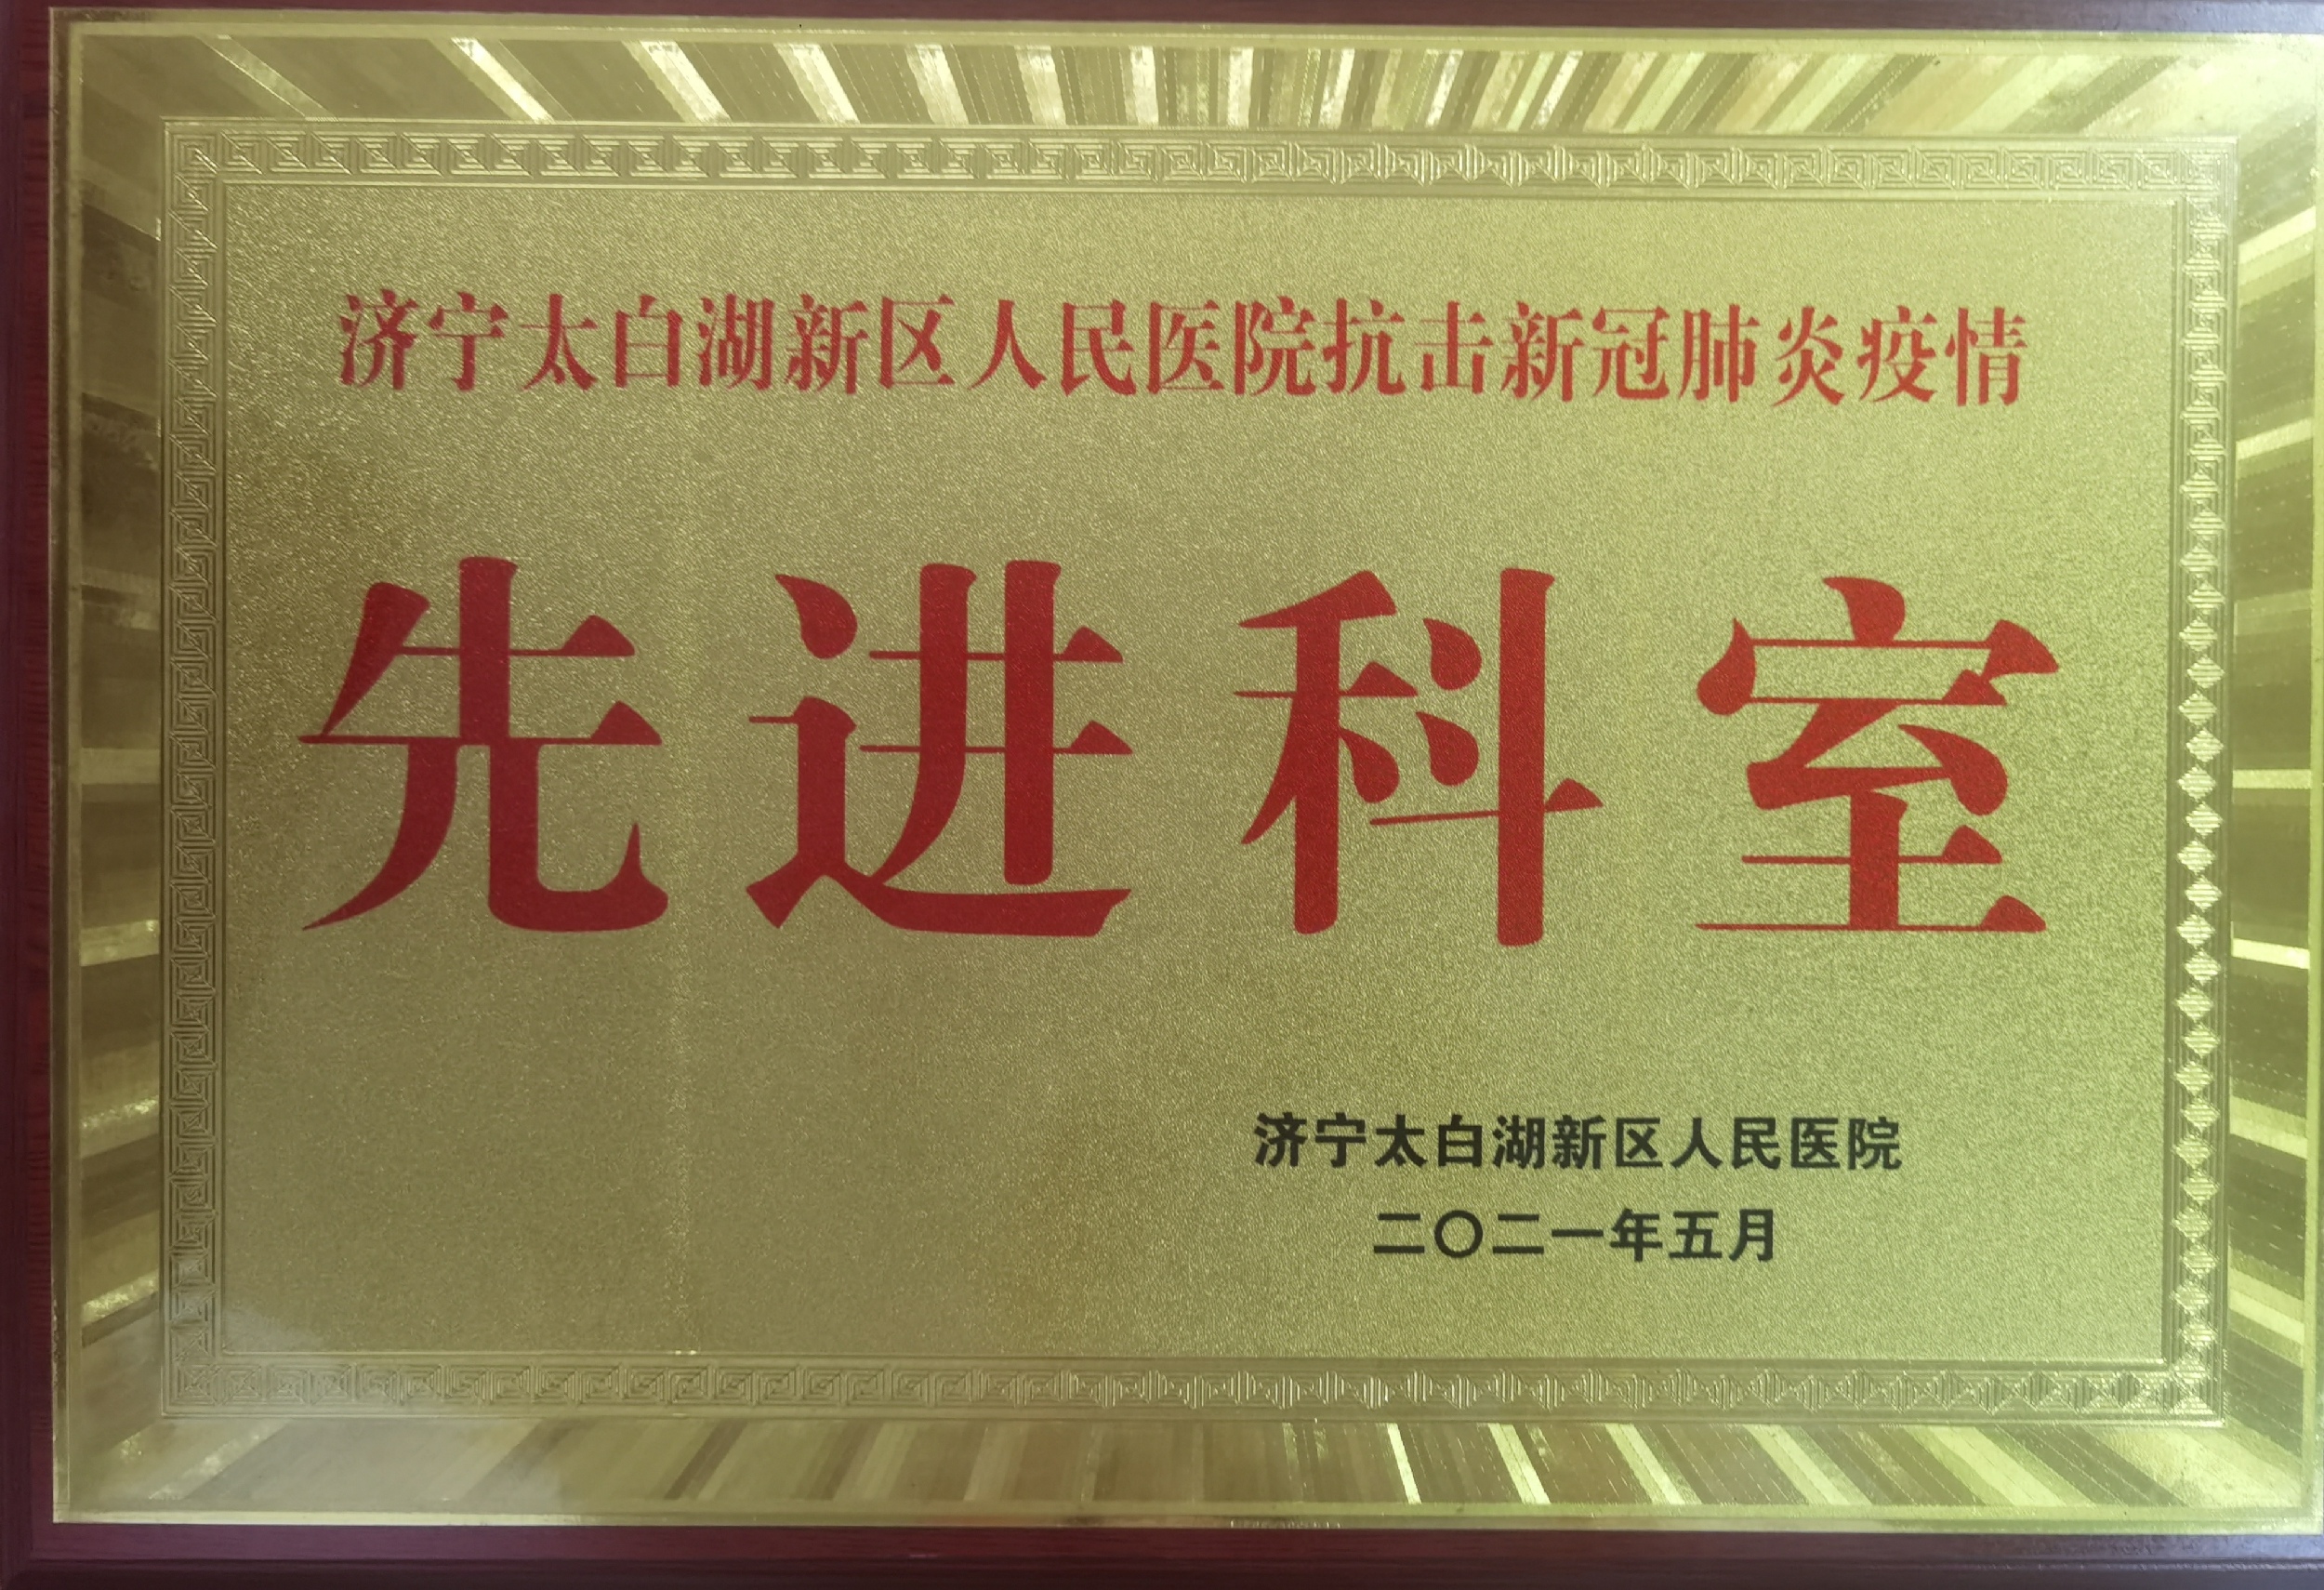 济宁太白湖新区人民医院抗击新冠肺炎疫情
先进科室
济宁太白湖新区人民医院
二〇二一年五月